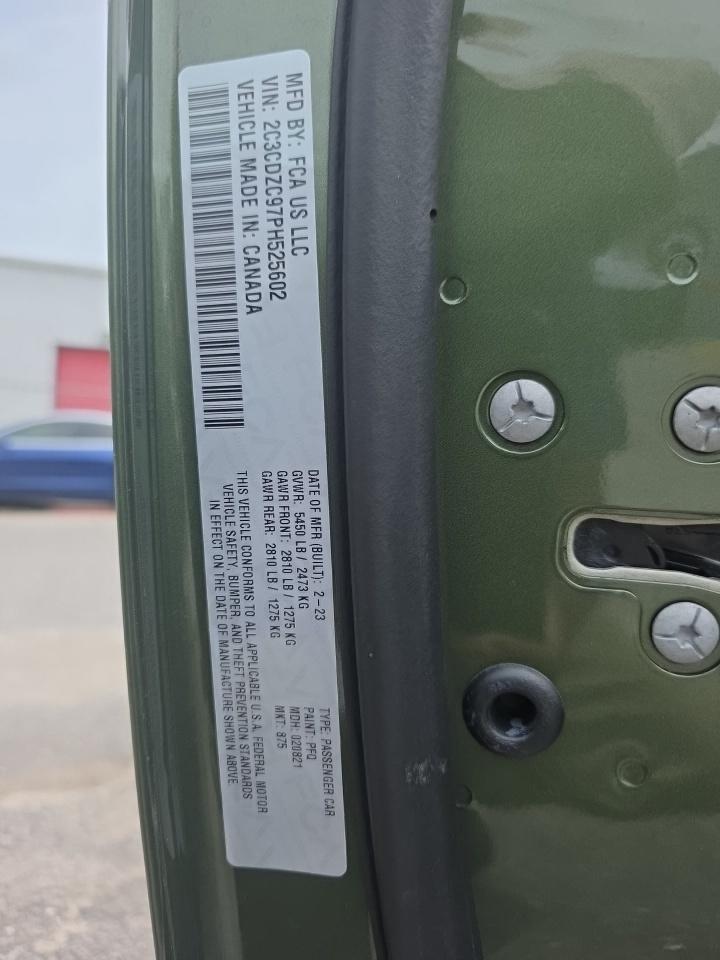 MFD BY: FCA US LLC
VIN: 2C3CDZC97PH525602
VEHICLE MADE IN: CANADA
DATE OF MFR (BUILT): 2-23
GVWR: 5450 LB / 2473 KG
GAWR FRONT: 2810 LB / 1275 KG
GAWR REAR: 2810 LB / 1275 KG
THIS VEHICLE CONFORMS TO ALL APPLICABLE U.S.A. FEDERAL MOTOR
VEHICLE SAFETY, BUMPER, AND THEFT PREVENTION STANDARDS
IN EFFECT ON THE DATE OF MANUFACTURE SHOWN ABOVE
TYPE: PASSENGER CAR
PAINT: PFQ
MDH: 020821
MKT: 875